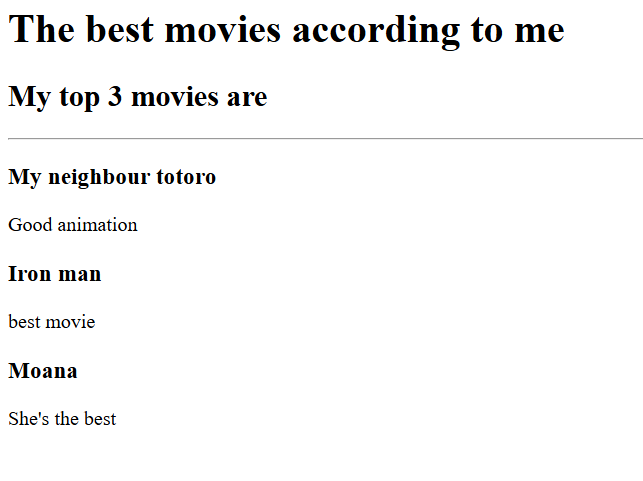 The best movies according to me
My top 3 movies are
My neighbour totoro
Good animation
Iron man
best movie
Moana
She's the best